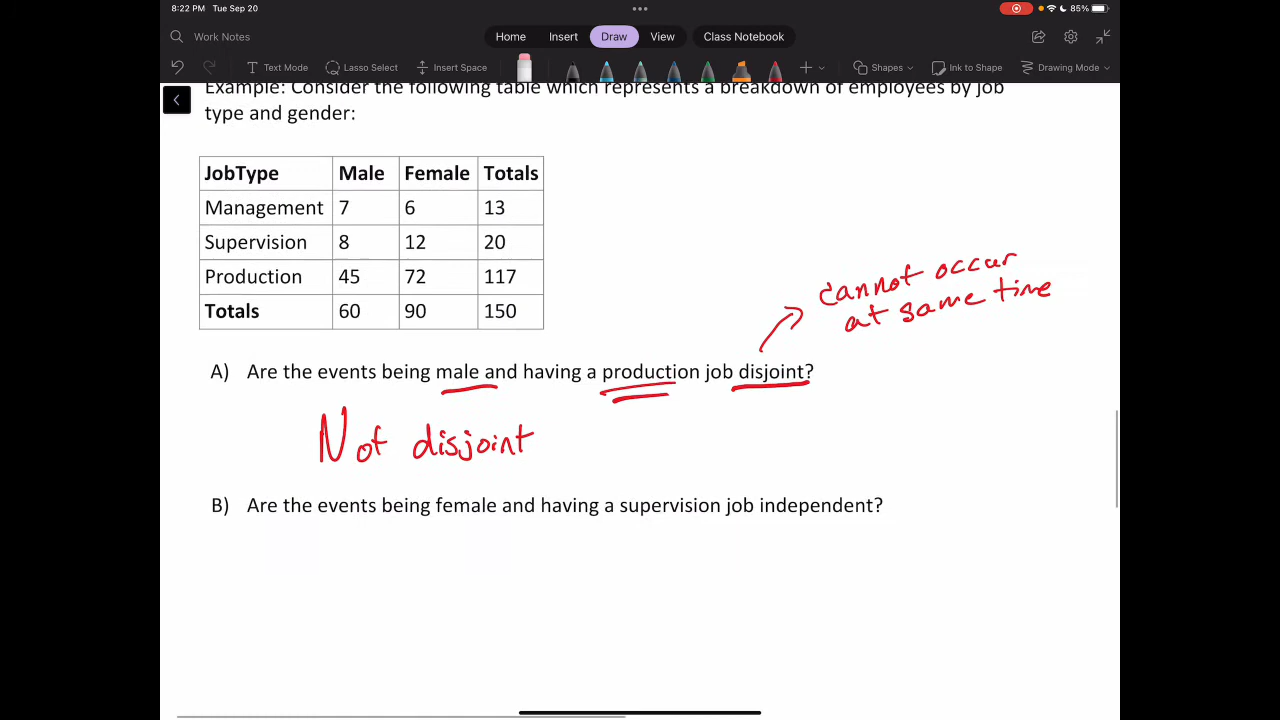 8:22 PM Tue Sep 20
85%
Work Notes
Home Insert Draw View Class Notebook
Text Mode Lasso Select Insert Space Shapes Ink to Shape Drawing Mode
Example: Consider the following table which represents a breakdown of employees by job
type and gender:
JobType Male Female Totals
Management 7 6 13
Supervision 8 12 20
Production 45 72 117
Totals 60 90 150
cannot occur
at same time
A) Are the events being male and having a production job disjoint?
Not disjoint
B) Are the events being female and having a supervision job independent?